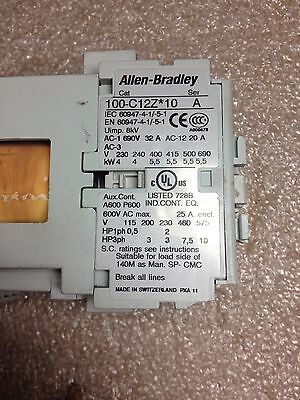 Allen-Bradley
Cat Ser
100-C12Z*10 A
IEC 60947-4-1/-5-1
EN 60947-4-1/-5-1
Uimp. 8kV
AC-1 690V 32 A AC-12 20 A
AC-3
V 230 240 400 415 500 690
kW 4 4 5,5 5,5 5,5 5,5
Aux.Cont. LISTED 728B
A600 P600 IND.CONT. EQ.
600V AC max. 25 A encl.
V 115 200 230 460 575
HP1ph 0,5 2
HP3ph 3 3 7,5 10
S.C. ratings see instructions
Suitable for load side of
140M as Man. SP- CMC
Break all lines
MADE IN SWITZERLAND PXA 11